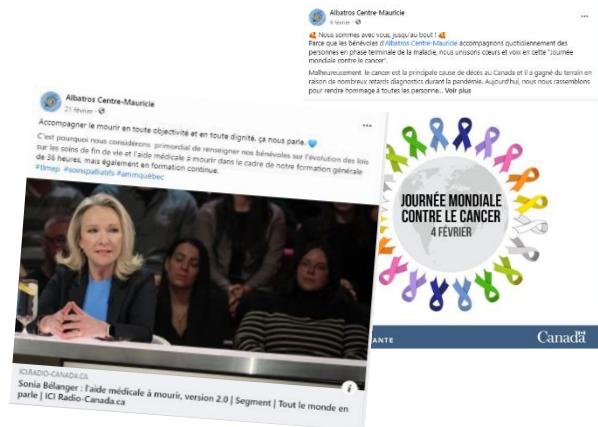 Albatros Centre-Mauricie
4 février
🥰 Nous sommes avec vous, jusqu'au bout ! 🥰
Parce que les bénévoles d'Albatros Centre-Mauricie accompagnons quotidiennement des
personnes en phase terminale de la maladie, nous unissons cœurs et voix en cette "Journée
mondiale contre le cancer".
Malheureusement, le cancer est la principale cause de décès au Canada et il a gagné du terrain en
raison de nombreux retards diagnostics durant la pandémie. Aujourd'hui, nous nous rassemblons
pour rendre hommage à toutes les personne... Voir plus
JOURNÉE MONDIALE
CONTRE LE CANCER
4 FÉVRIER
ANTE
Canada
Albatros Centre-Mauricie
21 février
Accompagner le mourir en toute objectivité et en toute dignité, ça nous parle. 💙
C'est pourquoi nous considérons primordial de renseigner nos bénévoles sur l'évolution des lois
sur les soins de fin de vie et l'aide médicale à mourir dans le cadre de notre formation générale
de 36 heures, mais également en formation continue.
#tlmep #soinspalliatifs #ammquébec
ICI.RADIO-CANADA.CA
Sonia Bélanger : l'aide médicale à mourir, version 2.0 | Segment | Tout le monde en
parle | ICI Radio-Canada.ca